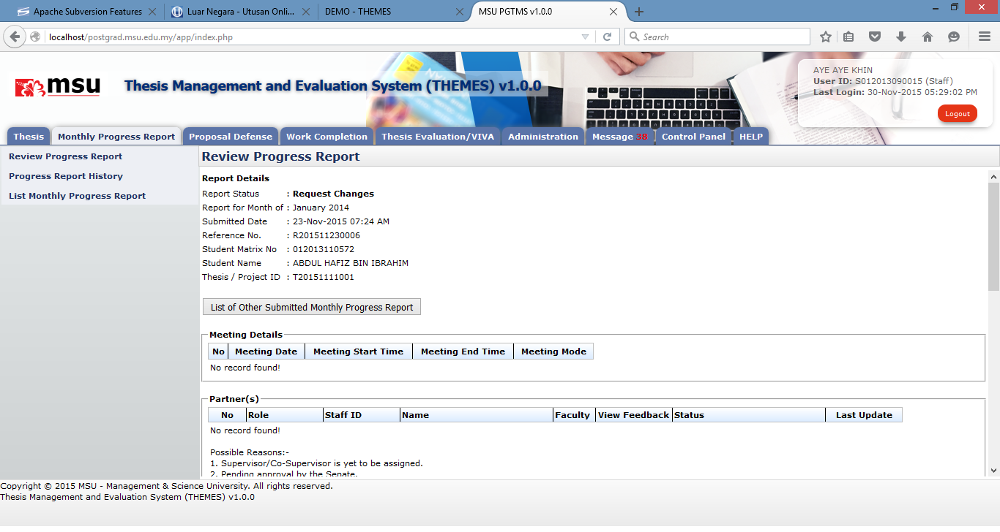 Apache Subversion Features
Luar Negara - Utusan Onli...
DEMO - THEMES
MSU PGTMS v1.0.0
localhost/postgrad.msu.edu.my/app/index.php
Search
msu
Thesis Management and Evaluation System (THEMES) v1.0.0
AYE AYE KHIN
User ID: S012013090015 (Staff)
Last Login: 30-Nov-2015 05:29:02 PM
Logout
Thesis Monthly Progress Report Proposal Defense Work Completion Thesis Evaluation/VIVA Administration Message 38 Control Panel HELP
Review Progress Report
Progress Report History
List Monthly Progress Report
Review Progress Report
Report Details
Report Status : Request Changes
Report for Month of : January 2014
Submitted Date : 23-Nov-2015 07:24 AM
Reference No. : R201511230006
Student Matrix No : 012013110572
Student Name : ABDUL HAFIZ BIN IBRAHIM
Thesis / Project ID : T20151111001
List of Other Submitted Monthly Progress Report
Meeting Details
No Meeting Date Meeting Start Time Meeting End Time Meeting Mode
No record found!
Partner(s)
No Role Staff ID Name Faculty View Feedback Status Last Update
No record found!
Possible Reasons:-
1. Supervisor/Co-Supervisor is yet to be assigned.
2. Pending approval by the Senate.
Copyright © 2015 MSU - Management & Science University. All rights reserved.
Thesis Management and Evaluation System (THEMES) v1.0.0